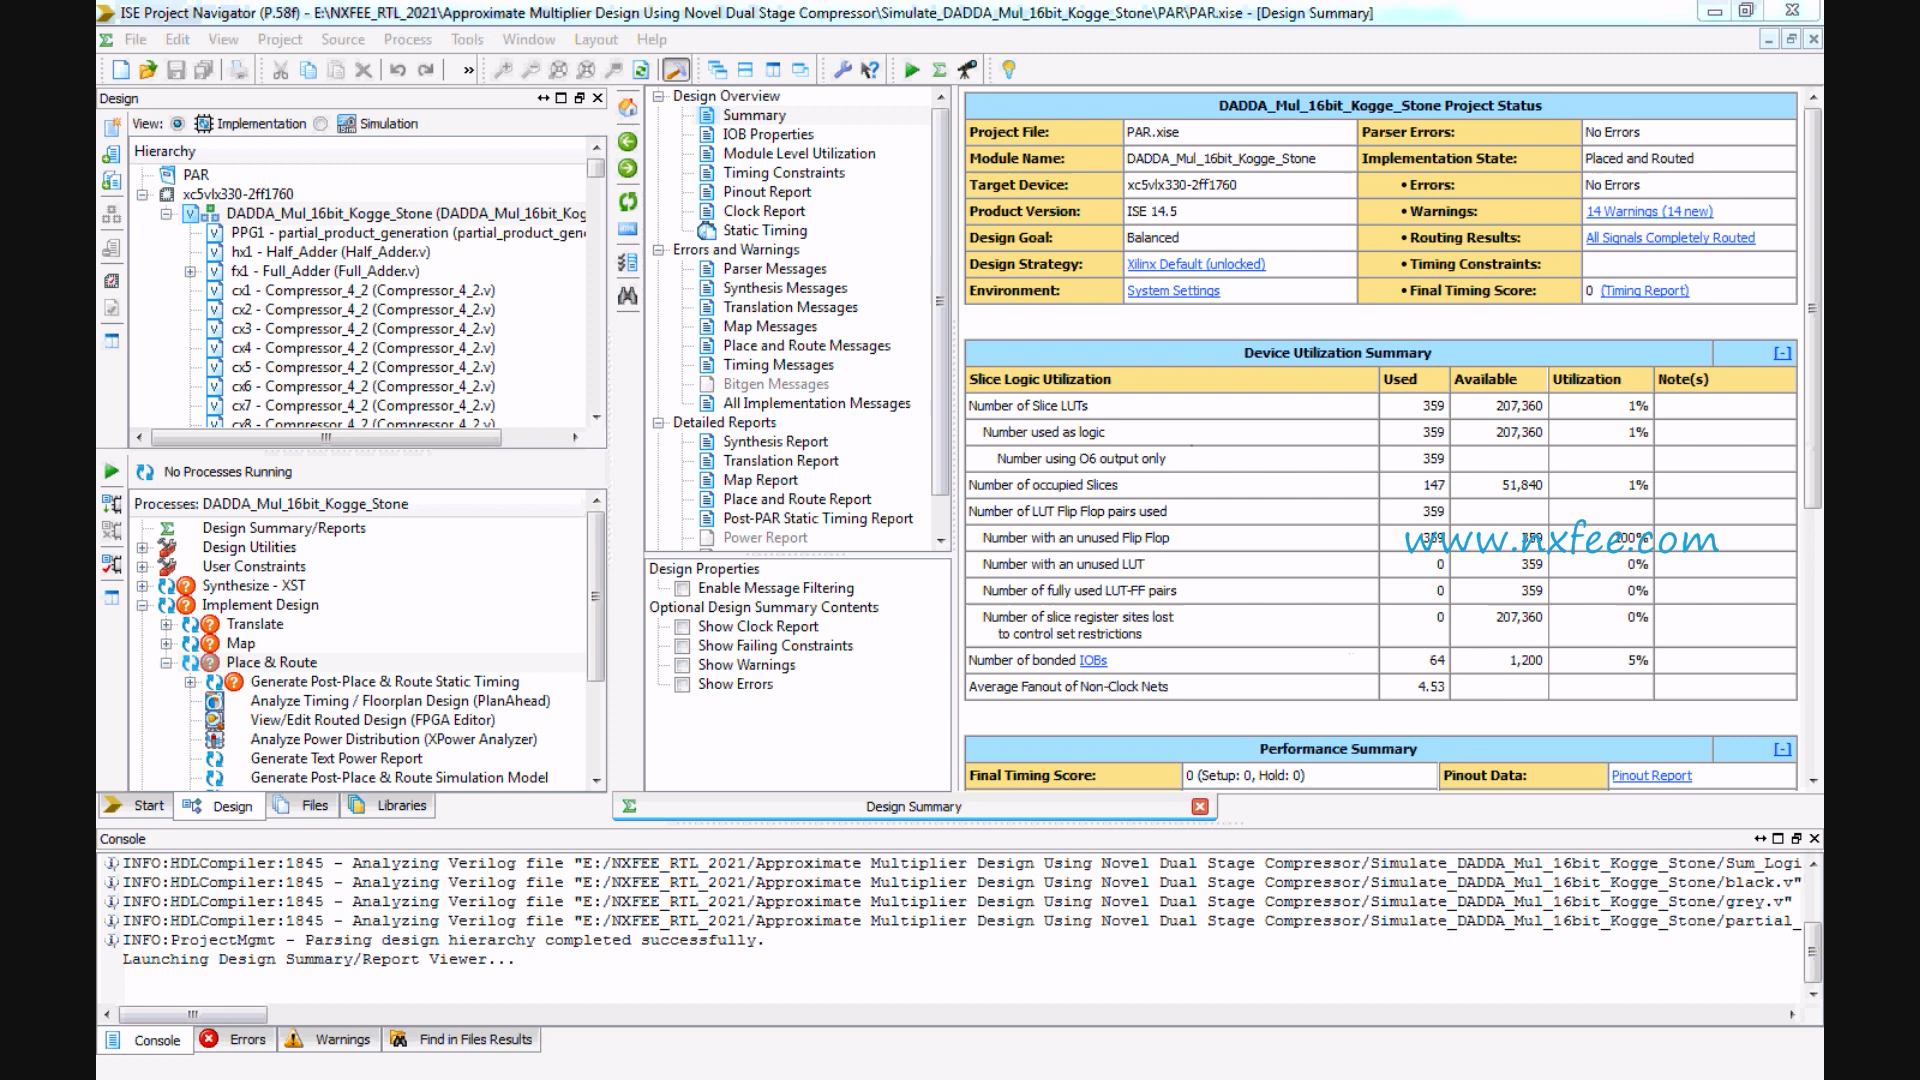 ISE Project Navigator (P.58f) - E:\NXFEE_RTL_2021\Approximate Multiplier Design Using Novel Dual Stage Compressor\Simulate_DADDA_Mul_16bit_Kogge_Stone\PAR\PAR.xise - [Design Summary]
File Edit View Project Source Process Tools Window Layout Help
Design
View: Implementation Simulation
Hierarchy
PAR
xc5vlx330-2ff1760
DADDA_Mul_16bit_Kogge_Stone (DADDA_Mul_16bit_Kog
PPG1 - partial_product_generation (partial_product_gen
hx1 - Half_Adder (Half_Adder.v)
fx1 - Full_Adder (Full_Adder.v)
cx1 - Compressor_4_2 (Compressor_4_2.v)
cx2 - Compressor_4_2 (Compressor_4_2.v)
cx3 - Compressor_4_2 (Compressor_4_2.v)
cx4 - Compressor_4_2 (Compressor_4_2.v)
cx5 - Compressor_4_2 (Compressor_4_2.v)
cx6 - Compressor_4_2 (Compressor_4_2.v)
cx7 - Compressor_4_2 (Compressor_4_2.v)
cx8 - Compressor_4_2 (Compressor_4_2.v)
No Processes Running
Processes: DADDA_Mul_16bit_Kogge_Stone
Design Summary/Reports
Design Utilities
User Constraints
Synthesize - XST
Implement Design
Translate
Map
Place & Route
Generate Post-Place & Route Static Timing
Analyze Timing / Floorplan Design (PlanAhead)
View/Edit Routed Design (FPGA Editor)
Analyze Power Distribution (XPower Analyzer)
Generate Text Power Report
Generate Post-Place & Route Simulation Model
Start Design Files Libraries
Design Overview
Summary
IOB Properties
Module Level Utilization
Timing Constraints
Pinout Report
Clock Report
Static Timing
Errors and Warnings
Parser Messages
Synthesis Messages
Translation Messages
Map Messages
Place and Route Messages
Timing Messages
Bitgen Messages
All Implementation Messages
Detailed Reports
Synthesis Report
Translation Report
Map Report
Place and Route Report
Post-PAR Static Timing Report
Power Report
Design Properties
Enable Message Filtering
Optional Design Summary Contents
Show Clock Report
Show Failing Constraints
Show Warnings
Show Errors
DADDA_Mul_16bit_Kogge_Stone Project Status
Project File: PAR.xise Parser Errors: No Errors
Module Name: DADDA_Mul_16bit_Kogge_Stone Implementation State: Placed and Routed
Target Device: xc5vlx330-2ff1760 • Errors: No Errors
Product Version: ISE 14.5 • Warnings: 14 Warnings (14 new)
Design Goal: Balanced • Routing Results: All Signals Completely Routed
Design Strategy: Xilinx Default (unlocked) • Timing Constraints:
Environment: System Settings • Final Timing Score: 0 (Timing Report)
Device Utilization Summary [-]
Slice Logic Utilization Used Available Utilization Note(s)
Number of Slice LUTs 359 207,360 1%
Number used as logic 359 207,360 1%
Number using O6 output only 359
Number of occupied Slices 147 51,840 1%
Number of LUT Flip Flop pairs used 359
Number with an unused Flip Flop 359 359 100%
www.nxfee.com
Number with an unused LUT 0 359 0%
Number of fully used LUT-FF pairs 0 359 0%
Number of slice register sites lost 0 207,360 0%
to control set restrictions
Number of bonded IOBs 64 1,200 5%
Average Fanout of Non-Clock Nets 4.53
Performance Summary [-]
Final Timing Score: 0 (Setup: 0, Hold: 0) Pinout Data: Pinout Report
Design Summary
Console
INFO:HDLCompiler:1845 - Analyzing Verilog file "E:/NXFEE_RTL_2021/Approximate Multiplier Design Using Novel Dual Stage Compressor/Simulate_DADDA_Mul_16bit_Kogge_Stone/Sum_Logi
INFO:HDLCompiler:1845 - Analyzing Verilog file "E:/NXFEE_RTL_2021/Approximate Multiplier Design Using Novel Dual Stage Compressor/Simulate_DADDA_Mul_16bit_Kogge_Stone/black.v"
INFO:HDLCompiler:1845 - Analyzing Verilog file "E:/NXFEE_RTL_2021/Approximate Multiplier Design Using Novel Dual Stage Compressor/Simulate_DADDA_Mul_16bit_Kogge_Stone/grey.v"
INFO:HDLCompiler:1845 - Analyzing Verilog file "E:/NXFEE_RTL_2021/Approximate Multiplier Design Using Novel Dual Stage Compressor/Simulate_DADDA_Mul_16bit_Kogge_Stone/partial_
INFO:ProjectMgmt - Parsing design hierarchy completed successfully.
Launching Design Summary/Report Viewer...
Console Errors Warnings Find in Files Results